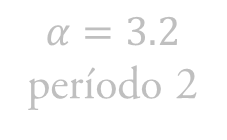 α = 3.2
período 2